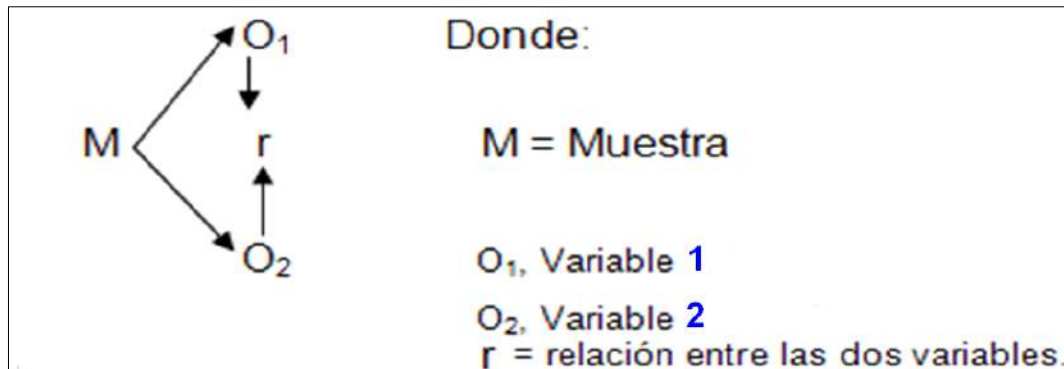 O₁ Donde:
M r M = Muestra
O₂ O₁, Variable 1
O₂, Variable 2
r = relación entre las dos variables.